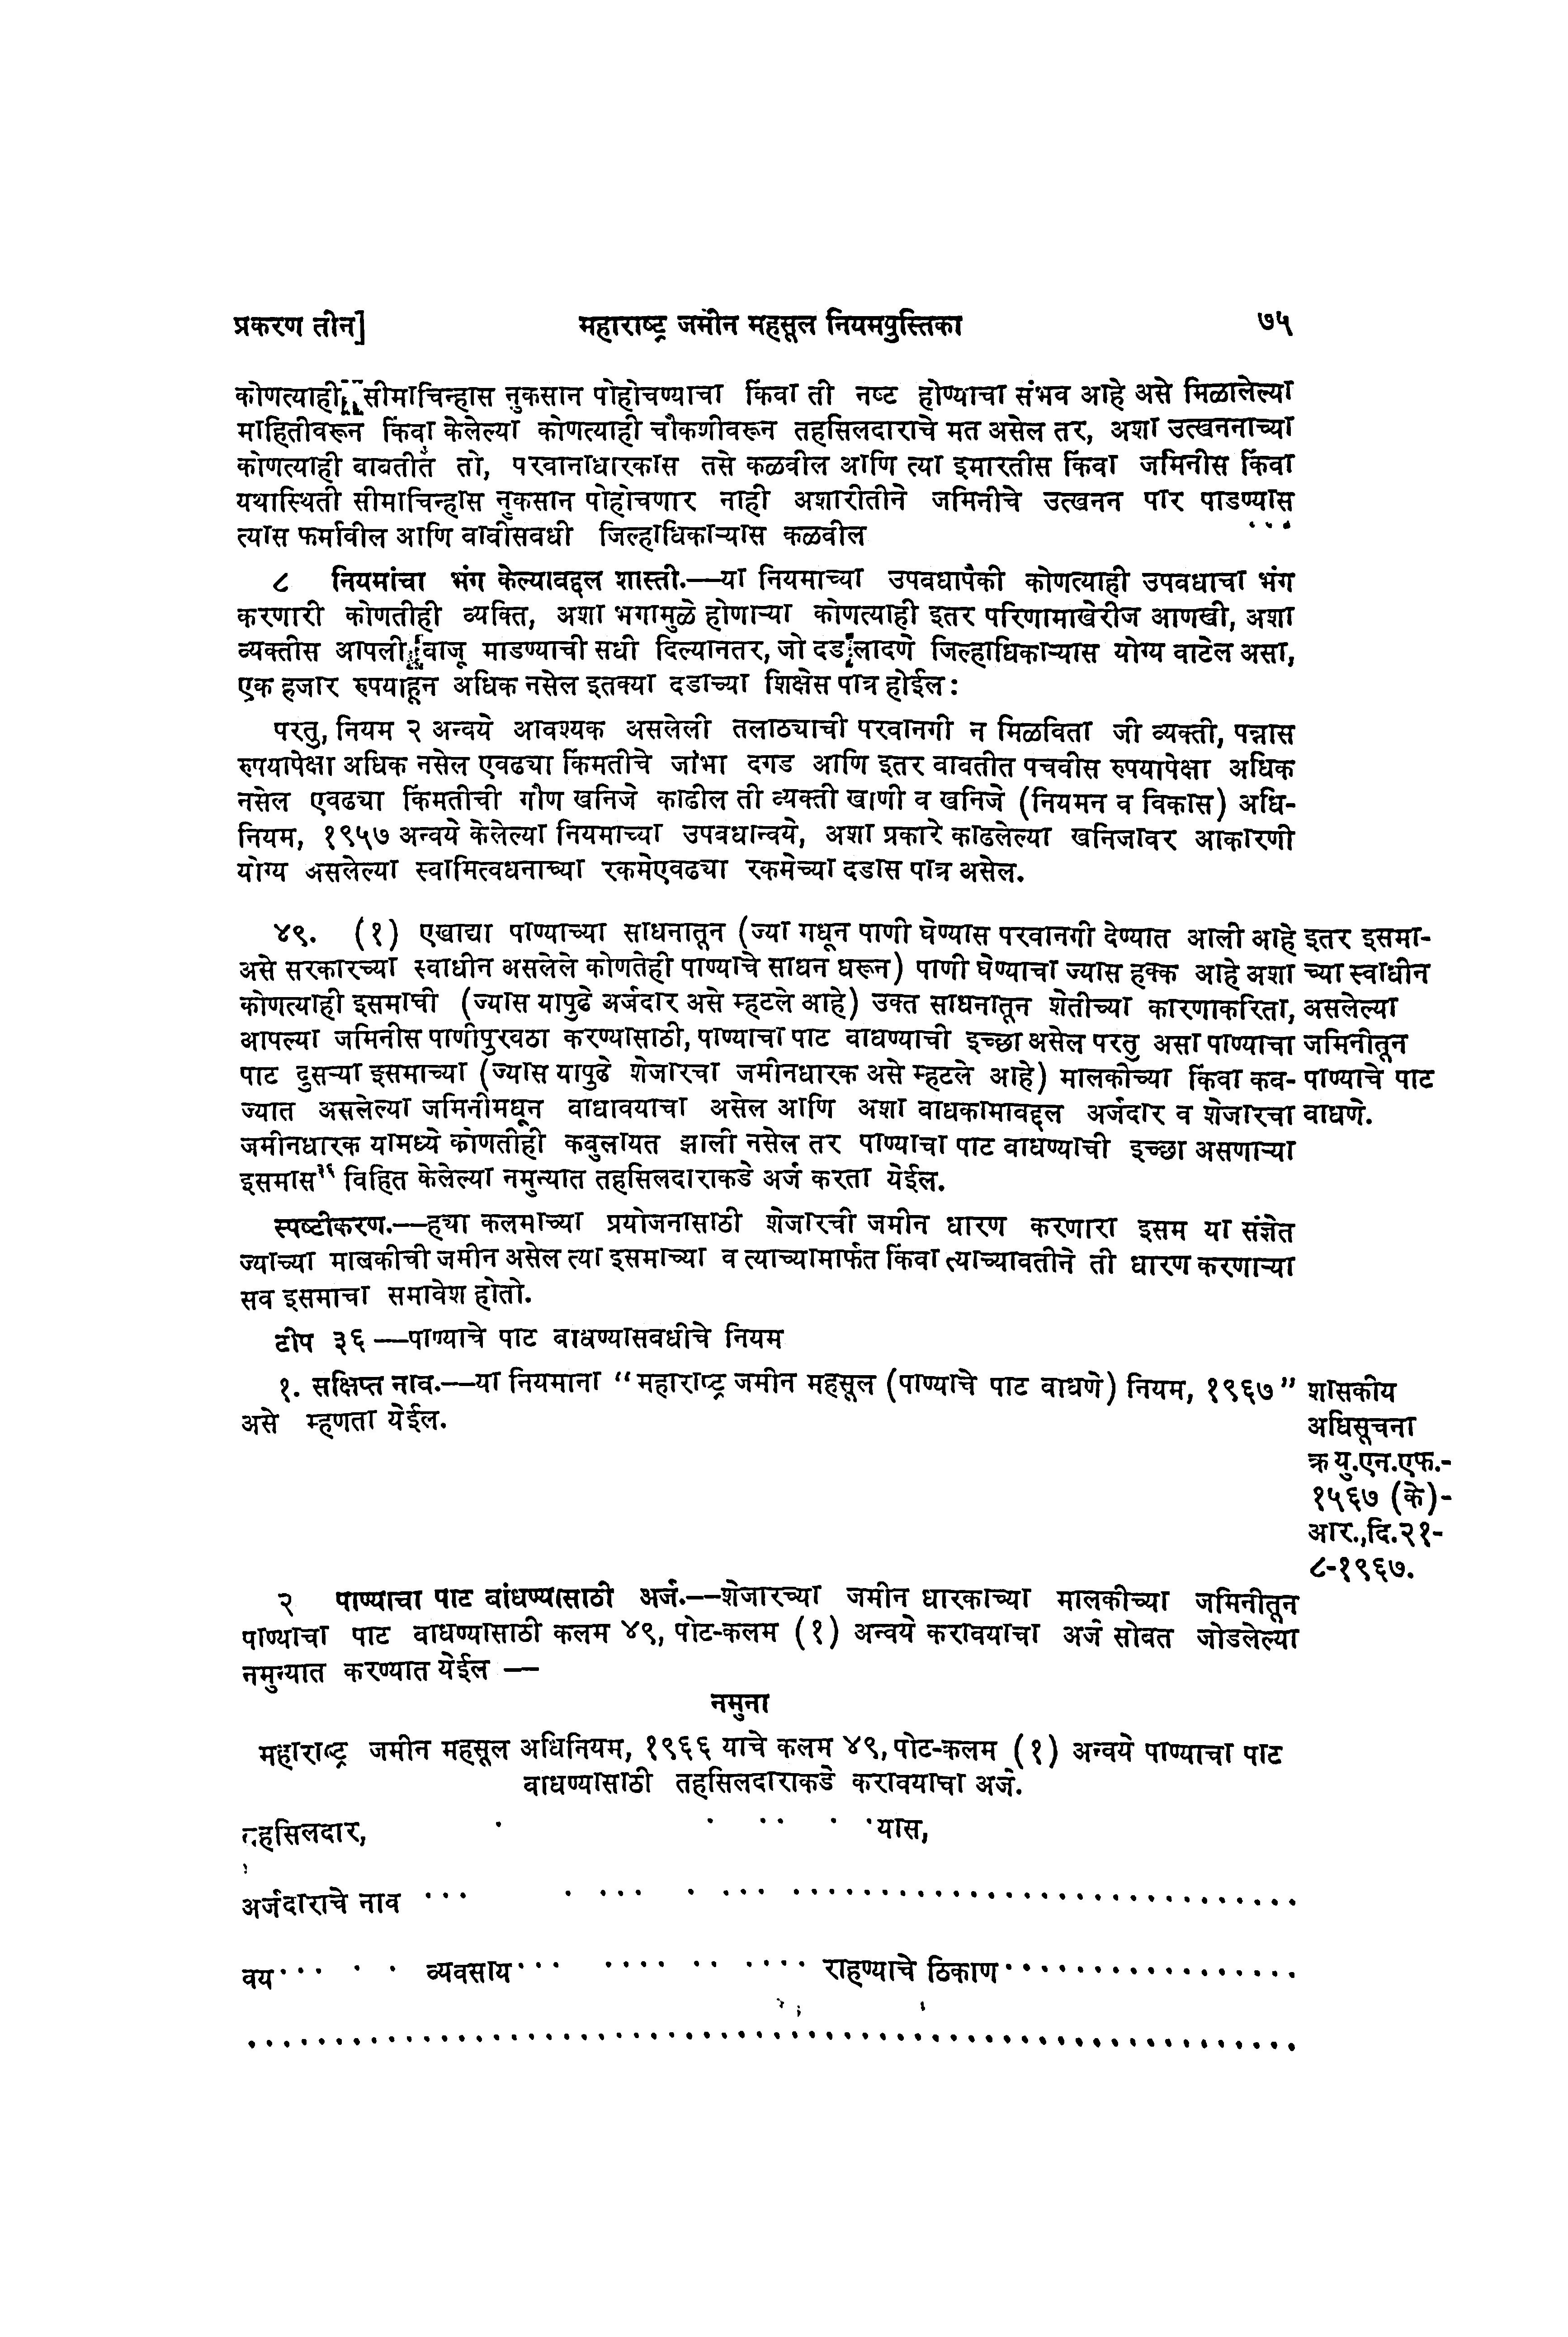 प्रकरण तीन] महाराष्ट्र जमीन महसूल नियमपुस्तिका ७५
कोणत्याही सीमाचिन्हास नुकसान पोहोचण्याचा किंवा ती नष्ट होण्याचा संभव आहे असे मिळालेल्या
माहितीवरून किंवा केलेल्या कोणत्याही चौकशीवरून तहसिलदाराचे मत असेल तर, अशा उत्खननाच्या
कोणत्याही बाबतीत तो, परवानाधारकास तसे कळवील आणि त्या इमारतीस किंवा जमिनीस किंवा
यथास्थिती सीमाचिन्हास नुकसान पोहोचणार नाही अशारीतीने जमिनीचे उत्खनन पार पाडण्यास
त्यास फर्मावील आणि बाबीसबधी जिल्हाधिकाऱ्यास कळवील
८ नियमांचा भंग केल्याबद्दल शास्ती.—या नियमाच्या उपबधापैकी कोणत्याही उपबधाचा भंग
करणारी कोणतीही व्यक्ति, अशा भगामुळे होणाऱ्या कोणत्याही इतर परिणामाखेरीज आणखी, अशा
व्यक्तीस आपली बाजू माडण्याची सधी दिल्यानतर, जो दड लादणे जिल्हाधिकाऱ्यास योग्य वाटेल असा,
एक हजार रुपयाहून अधिक नसेल इतक्या दडाच्या शिक्षेस पात्र होईल:
परतु, नियम २ अन्वये आवश्यक असलेली तलाठ्याची परवानगी न मिळविता जी व्यक्ती, पन्नास
रुपयापेक्षा अधिक नसेल एवढ्या किंमतीचे जांभा दगड आणि इतर बाबतीत पचवीस रुपयापेक्षा अधिक
नसेल एवढ्या किंमतीची गौण खनिजे काढील ती व्यक्ती खाणी व खनिजे (नियमन व विकास) अधि-
नियम, १९५७ अन्वये केलेल्या नियमाच्या उपबधान्वये, अशा प्रकारे काढलेल्या खनिजावर आकारणी
योग्य असलेल्या स्वामित्वधनाच्या रकमेएवढ्या रकमेच्या दडास पात्र असेल.
४९. (१) एखाद्या पाण्याच्या साधनातून (ज्या मधून पाणी घेण्यास परवानगी देण्यात आली आहे इतर इसमा-
असे सरकारच्या स्वाधीन असलेले कोणतेही पाण्याचे साधन धरून) पाणी घेण्याचा ज्यास हक्क आहे अशा च्या स्वाधीन
कोणत्याही इसमाची (ज्यास यापुढे अर्जदार असे म्हटले आहे) उक्त साधनातून शेतीच्या कारणाकरिता, असलेल्या
आपल्या जमिनीस पाणीपुरवठा करण्यासाठी, पाण्याचा पाट बाधण्याची इच्छा असेल परतु असा पाण्याचा जमिनीतून
पाट दुसऱ्या इसमाच्या (ज्यास यापुढे शेजारचा जमीनधारक असे म्हटले आहे) मालकीच्या किंवा कब- पाण्याचे पाट
ज्यात असलेल्या जमिनीमधून बाधावयाचा असेल आणि अशा बाधकामाबद्दल अर्जदार व शेजारचा बाधणे.
जमीनधारक यामध्ये कोणतीही कबुलायत झाली नसेल तर पाण्याचा पाट बाधण्याची इच्छा असणाऱ्या
इसमास³⁶ विहित केलेल्या नमुन्यात तहसिलदाराकडे अर्ज करता येईल.
स्पष्टीकरण.—ह्या कलमाच्या प्रयोजनासाठी शेजारची जमीन धारण करणारा इसम या संज्ञेत
ज्याच्या मालकीची जमीन असेल त्या इसमाच्या व त्याच्यामार्फत किंवा त्याच्यावतीने ती धारण करणाऱ्या
सव इसमाचा समावेश होतो.
टीप ३६—पाण्याचे पाट बाधण्यासबधीचे नियम
१. सक्षिप्त नाव.—या नियमाना “महाराष्ट्र जमीन महसूल (पाण्याचे पाट बाधणे) नियम, १९६७” शासकीय
असे म्हणता येईल.
अधिसूचना
क्र यु.एन.एफ.-
१५६७ (के)-
आर.,दि.२१-
८-१९६७.
२ पाण्याचा पाट बांधण्यासाठी अर्ज.—शेजारच्या जमीन धारकाच्या मालकीच्या जमिनीतून
पाण्याचा पाट बाधण्यासाठी कलम ४९, पोट-कलम (१) अन्वये करावयाचा अर्ज सोबत जोडलेल्या
नमुन्यात करण्यात येईल —
नमुना
महाराष्ट्र जमीन महसूल अधिनियम, १९६६ याचे कलम ४९, पोट-कलम (१) अन्वये पाण्याचा पाट
बाधण्यासाठी तहसिलदाराकडे करावयाचा अर्ज.
तहसिलदार, यास,
अर्जदाराचे नाव ........................................
वय...... व्यवसाय............ राहण्याचे ठिकाण.................
............................................................